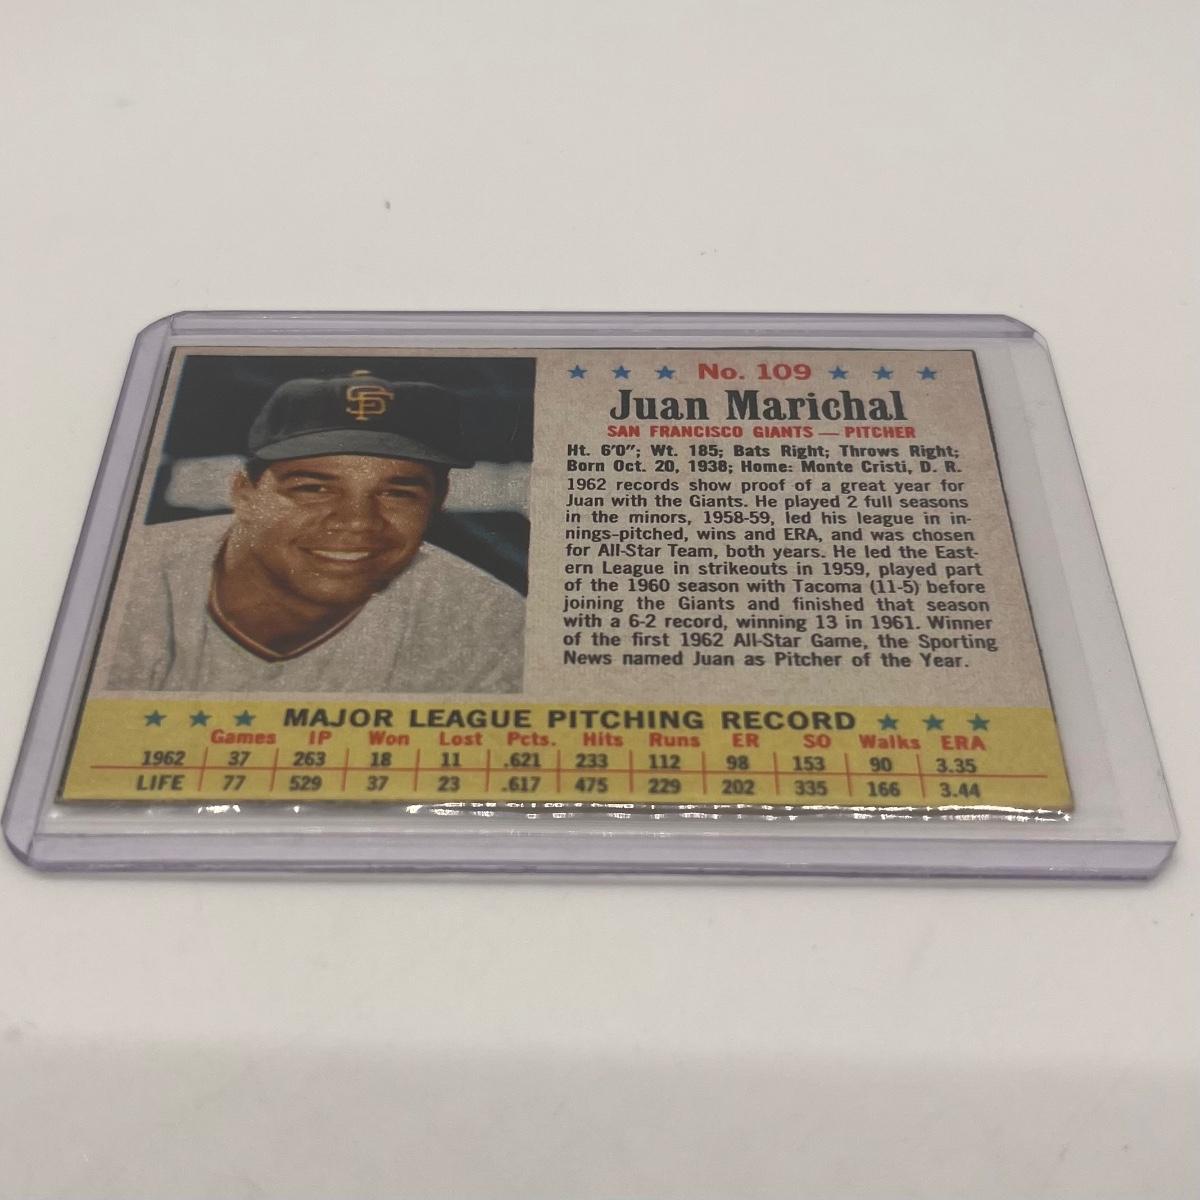 SF
★ ★ ★ No. 109 ★ ★ ★
Juan Marichal
SAN FRANCISCO GIANTS — PITCHER
Ht. 6'0"; Wt. 185; Bats Right; Throws Right;
Born Oct. 20, 1938; Home: Monte Cristi, D. R.
1962 records show proof of a great year for
Juan with the Giants. He played 2 full seasons
in the minors, 1958-59, led his league in in-
nings-pitched, wins and ERA, and was chosen
for All-Star Team, both years. He led the East-
ern League in strikeouts in 1959, played part
of the 1960 season with Tacoma (11-5) before
joining the Giants and finished that season
with a 6-2 record, winning 13 in 1961. Winner
of the first 1962 All-Star Game, the Sporting
News named Juan as Pitcher of the Year.
★ ★ ★ MAJOR LEAGUE PITCHING RECORD ★ ★ ★
Games IP Won Lost Pcts. Hits Runs ER SO Walks ERA
1962 37 263 18 11 .621 233 112 98 153 90 3.35
LIFE 77 529 37 23 .617 475 229 202 335 166 3.44